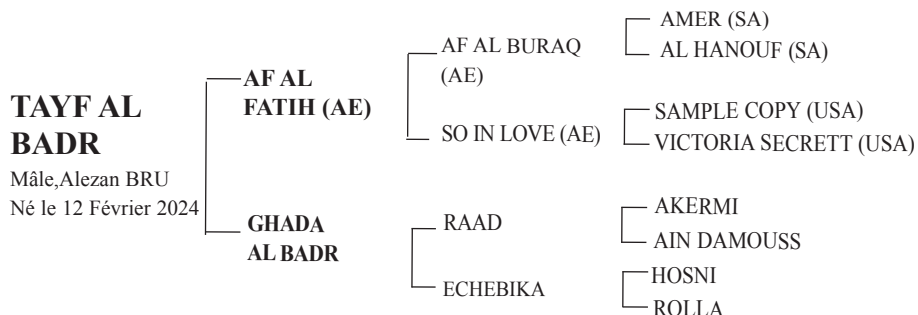 TAYF AL
BADR
Mâle,Alezan BRU
Né le 12 Février 2024
AF AL
FATIH (AE)
GHADA
AL BADR
AF AL BURAQ
(AE)
SO IN LOVE (AE)
RAAD
ECHEBIKA
AMER (SA)
AL HANOUF (SA)
SAMPLE COPY (USA)
VICTORIA SECRETT (USA)
AKERMI
AIN DAMOUSS
HOSNI
ROLLA